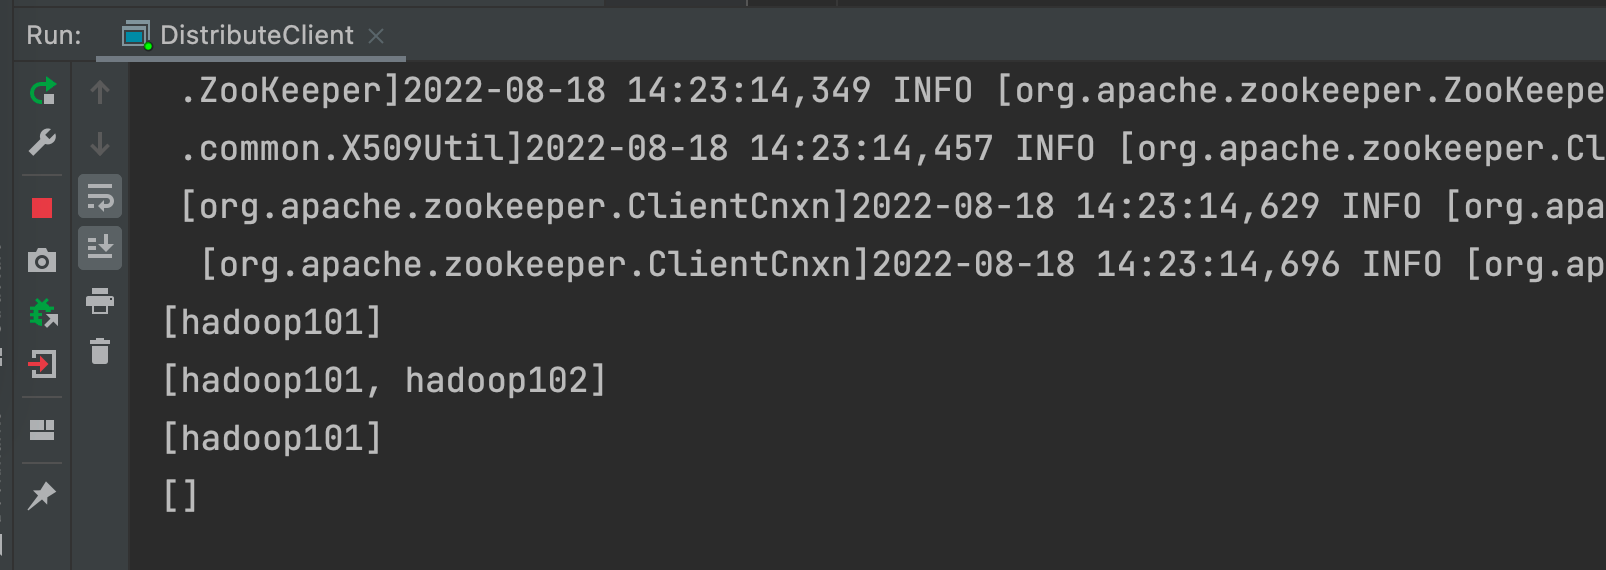 Run: DistributeClient
.ZooKeeper]2022-08-18 14:23:14,349 INFO [org.apache.zookeeper.ZooKeepe
.common.X509Util]2022-08-18 14:23:14,457 INFO [org.apache.zookeeper.Cl
[org.apache.zookeeper.ClientCnxn]2022-08-18 14:23:14,629 INFO [org.apa
[org.apache.zookeeper.ClientCnxn]2022-08-18 14:23:14,696 INFO [org.ap
[hadoop101]
[hadoop101, hadoop102]
[hadoop101]
[]